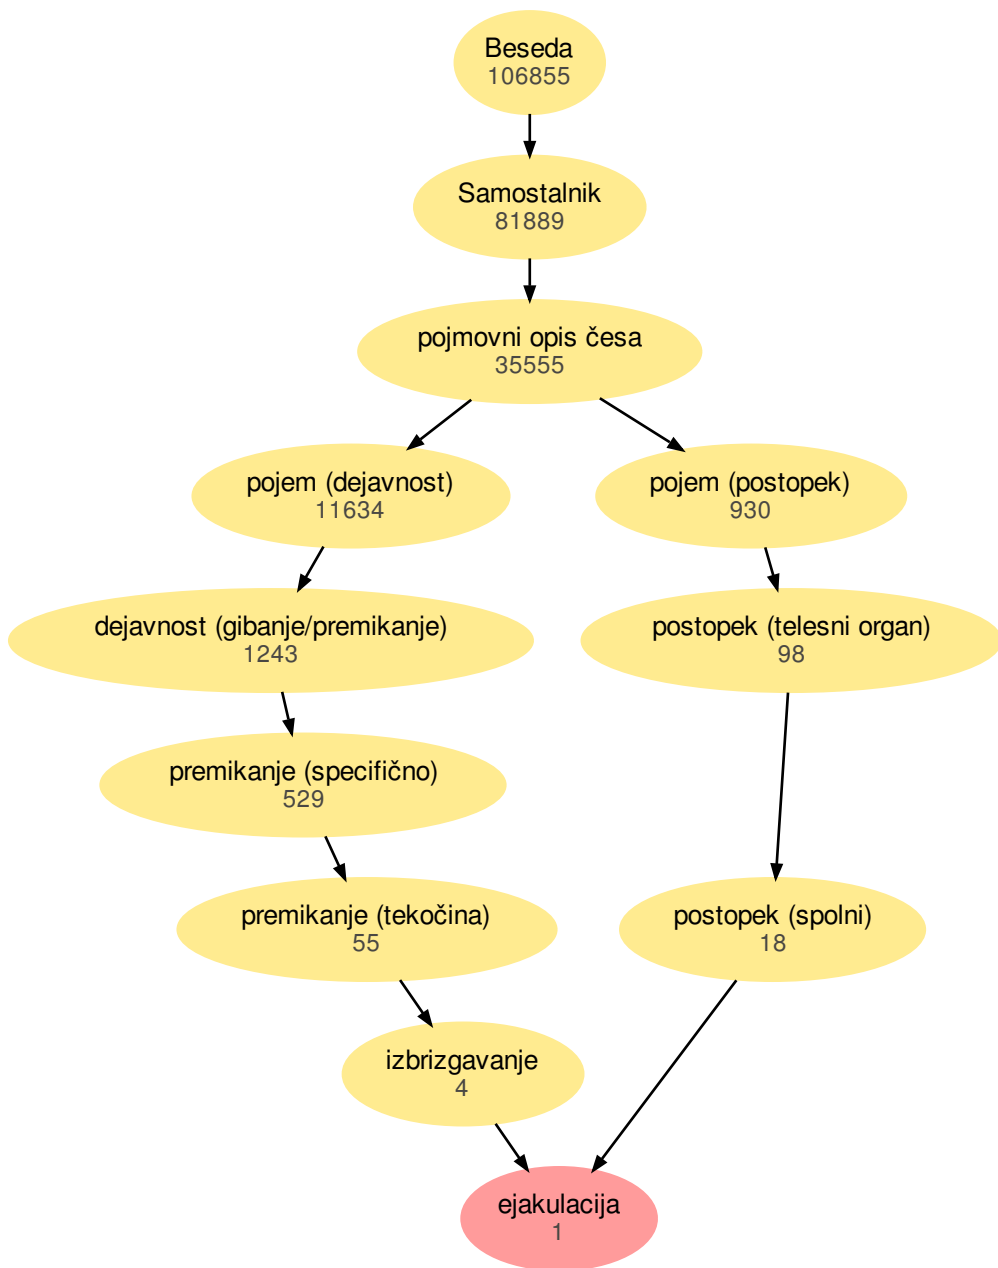 Beseda
106855
Samostalnik
81889
pojmovni opis česa
35555
pojem (dejavnost)
11634
pojem (postopek)
930
dejavnost (gibanje/premikanje)
1243
postopek (telesni organ)
98
premikanje (specifično)
529
premikanje (tekočina)
55
postopek (spolni)
18
izbrizgavanje
4
ejakulacija
1